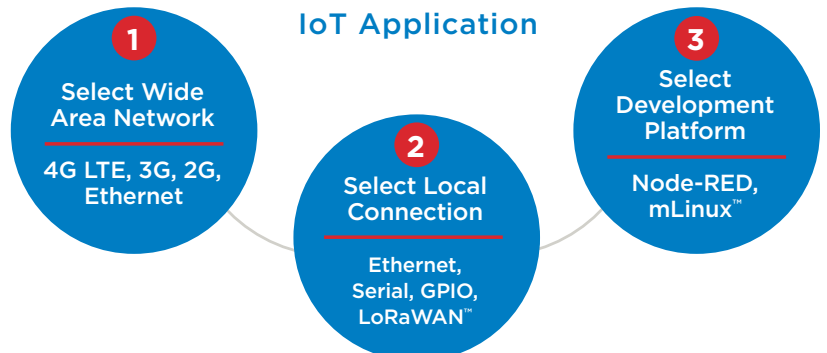 IoT Application
1
Select Wide
Area Network
4G LTE, 3G, 2G,
Ethernet
2
Select Local
Connection
Ethernet,
Serial, GPIO,
LoRaWAN™
3
Select
Development
Platform
Node-RED,
mLinux™